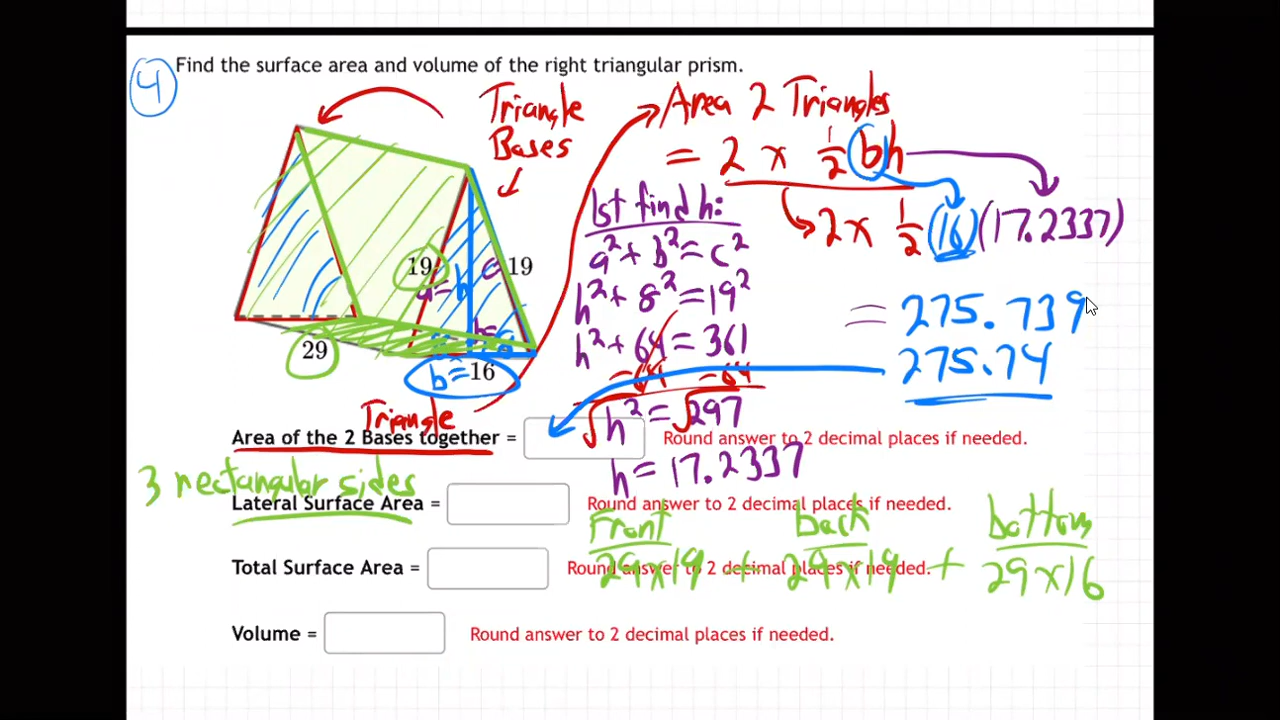 4
Find the surface area and volume of the right triangular prism.
Triangle
Bases
Area 2 Triangles
= 2 x 1/2 bh
2 x 1/2 (16)(17.2337)
1st find h:
a² + b² = c²
h² + 8² = 19²
h² + 64 = 361
-64 -64
√h² = √297
h = 17.2337
= 275.739
275.74
19
a = h
c
19
h =
8
29
b = 16
Triangle
Area of the 2 Bases together =
Round answer to 2 decimal places if needed.
3 rectangular sides
Lateral Surface Area =
Round answer to 2 decimal places if needed.
Front back bottom
29x19 + 29x19 + 29x16
Total Surface Area =
Round answer to 2 decimal places if needed.
Volume =
Round answer to 2 decimal places if needed.